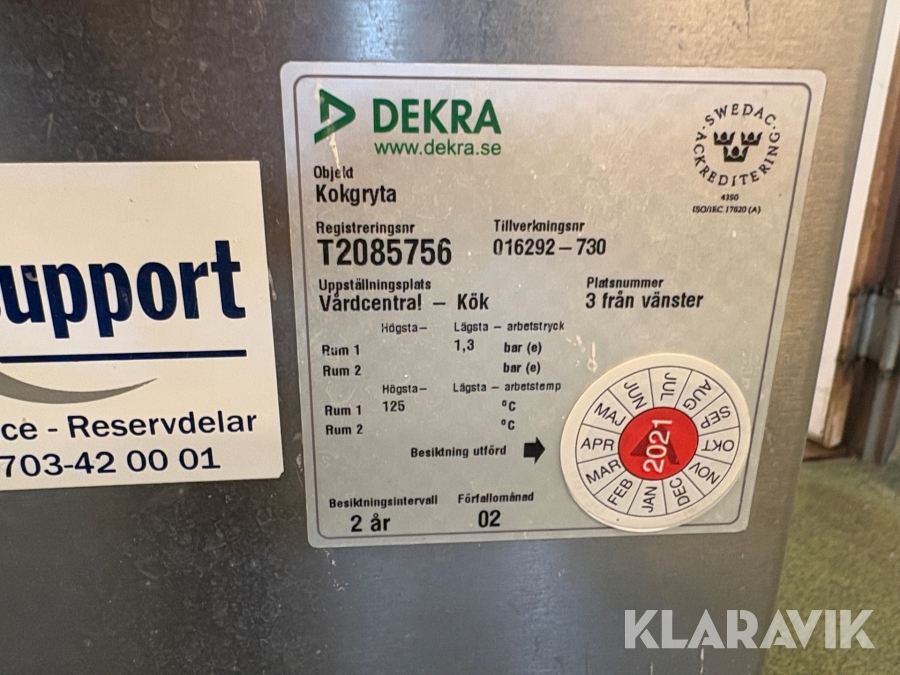 upport
ce - Reservdelar
703-42 00 01
DEKRA
www.dekra.se
SWEDAC
ACKREDITERING
4350
ISO/IEC 17020 (A)
Objekt
Kokgryta
Registreringsnr
Tillverkningsnr
T2085756
016292-730
Uppställningsplats
Platsnummer
Vårdcentral - Kök
3 från vänster
Högsta- Lägsta - arbetstryck
Rum 1 1,3 bar (e)
Rum 2 bar (e)
Högsta- Lägsta - arbetstemp
Rum 1 125 °C
Rum 2 °C
Besiktning utförd
2021
JAN
FEB
MAR
APR
MAJ
JUN
JUL
AUG
SEP
OKT
NOV
DEC
Besiktningsintervall
Förfallomånad
2 år
02
KLARAVIK